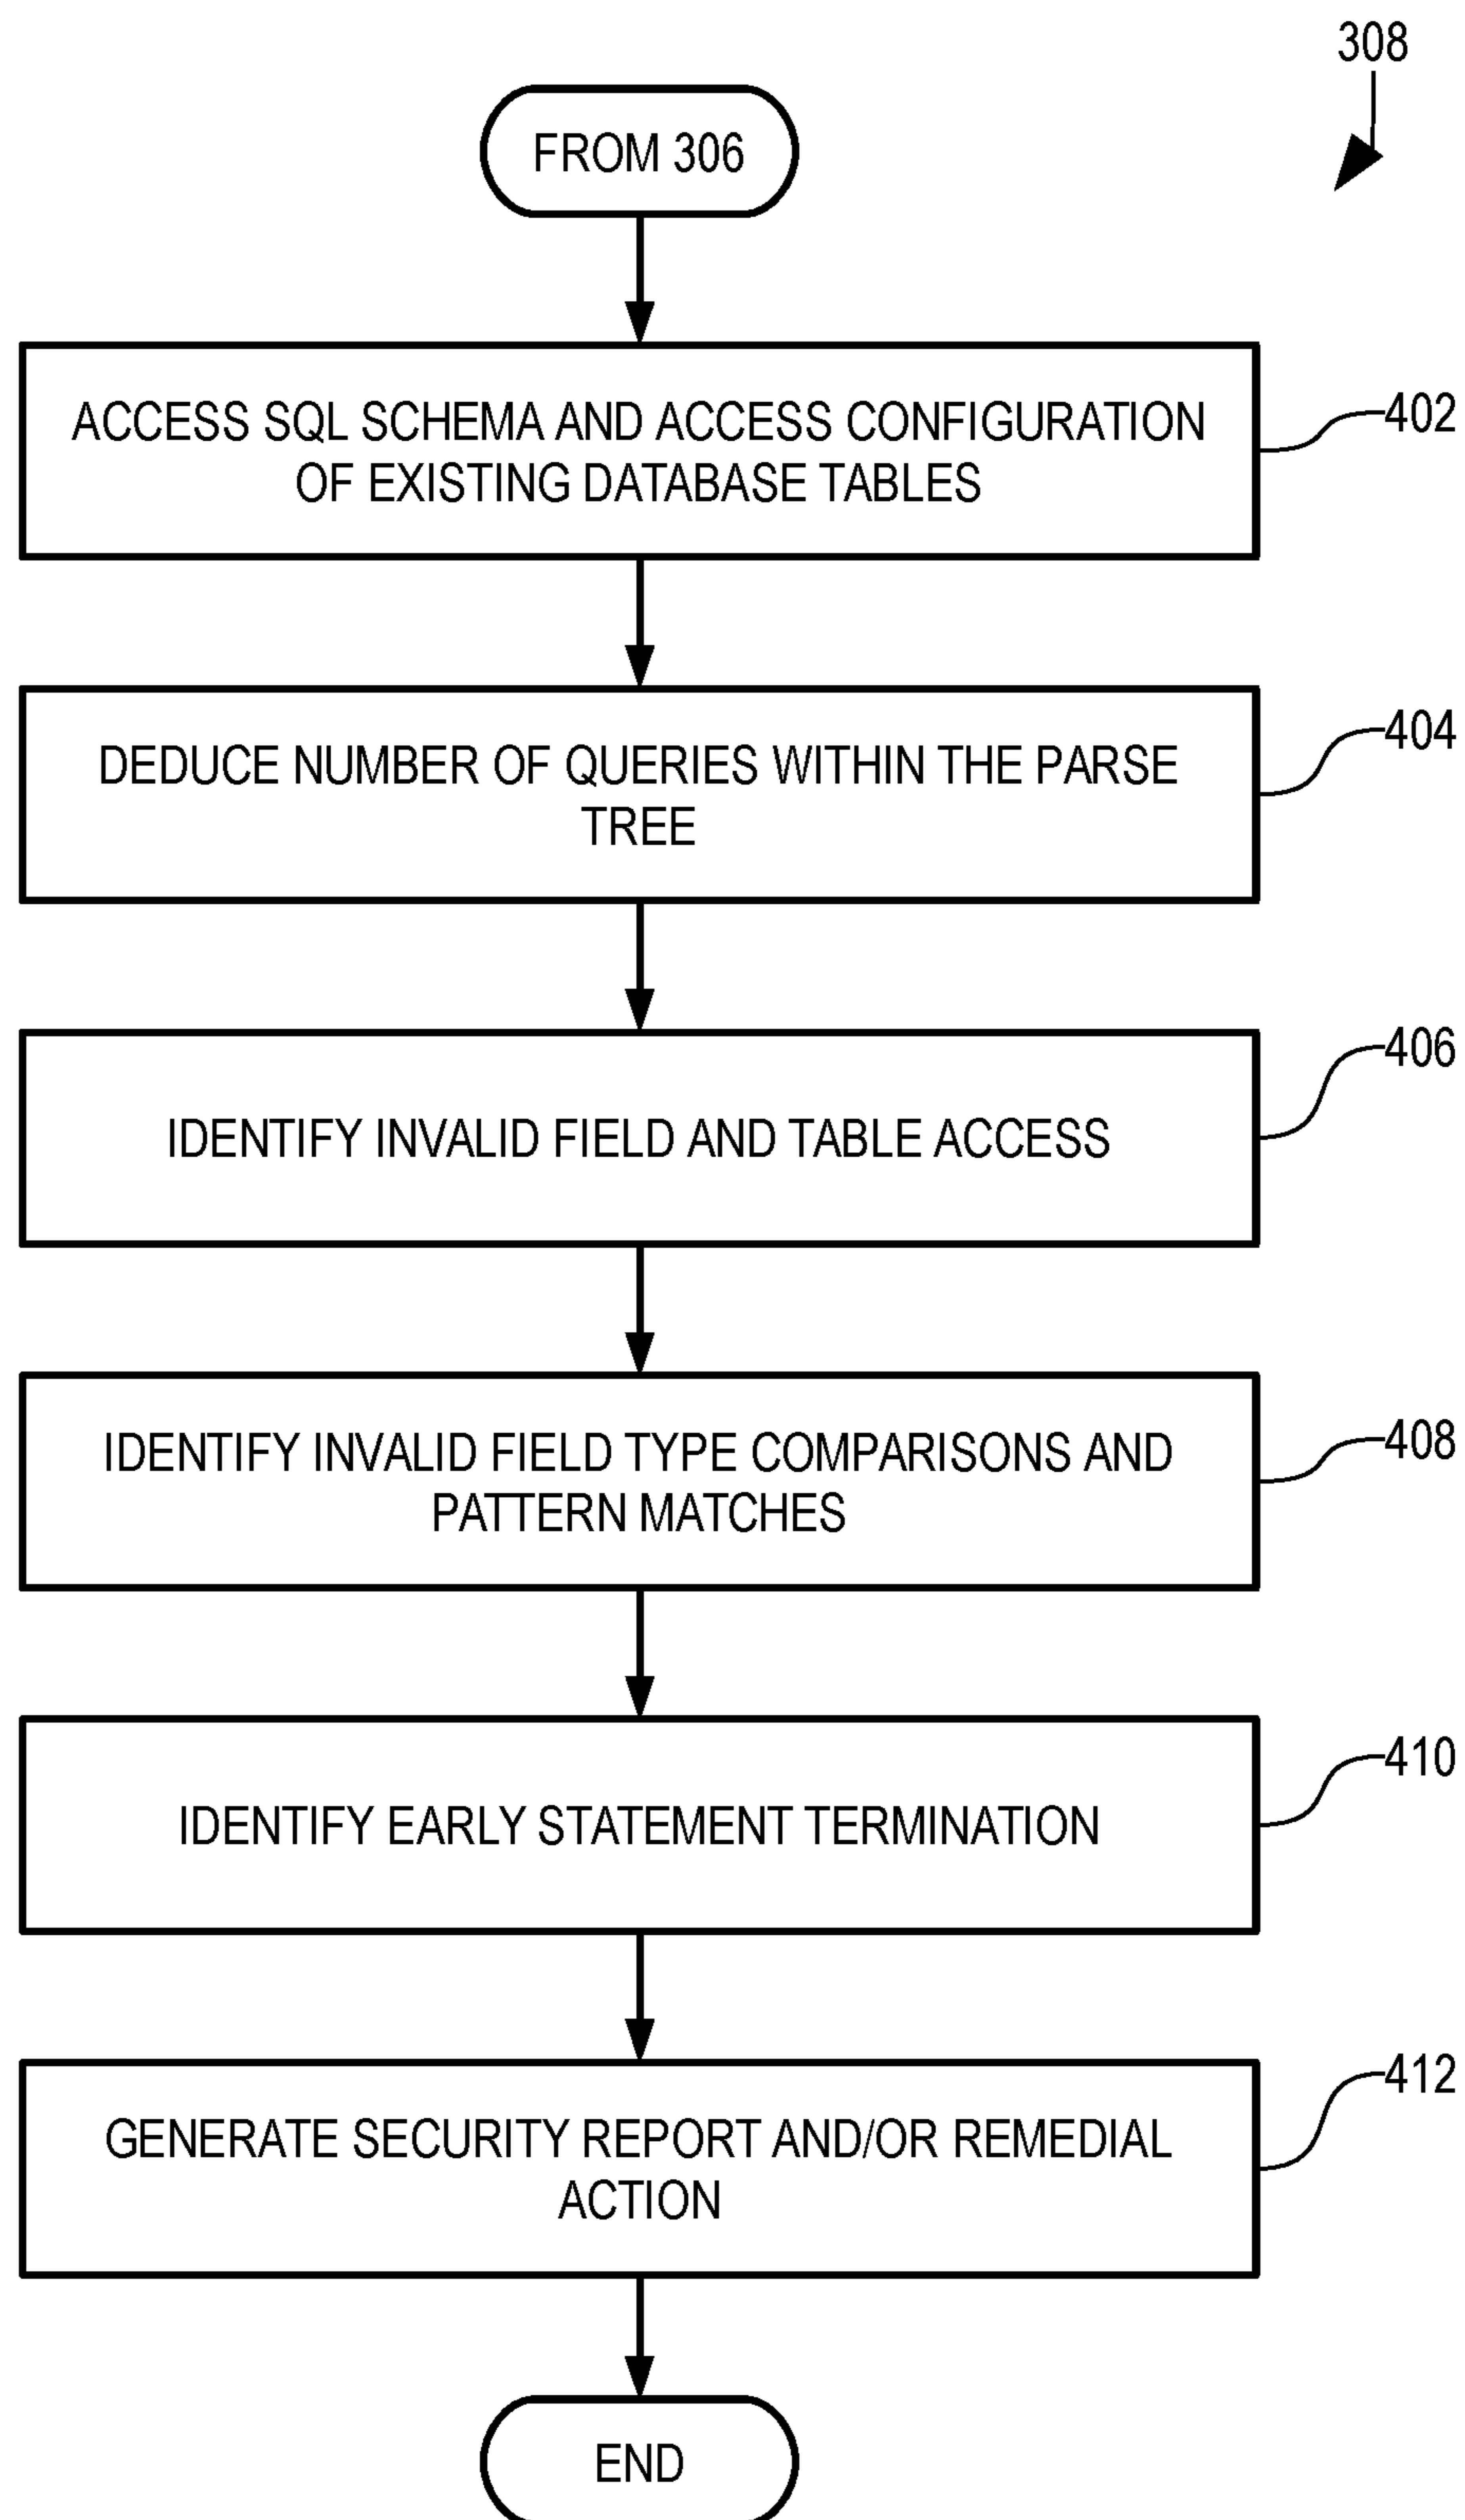 308
FROM 306
ACCESS SQL SCHEMA AND ACCESS CONFIGURATION
OF EXISTING DATABASE TABLES
402
DEDUCE NUMBER OF QUERIES WITHIN THE PARSE
TREE
404
IDENTIFY INVALID FIELD AND TABLE ACCESS
406
IDENTIFY INVALID FIELD TYPE COMPARISONS AND
PATTERN MATCHES
408
IDENTIFY EARLY STATEMENT TERMINATION
410
GENERATE SECURITY REPORT AND/OR REMEDIAL
ACTION
412
END